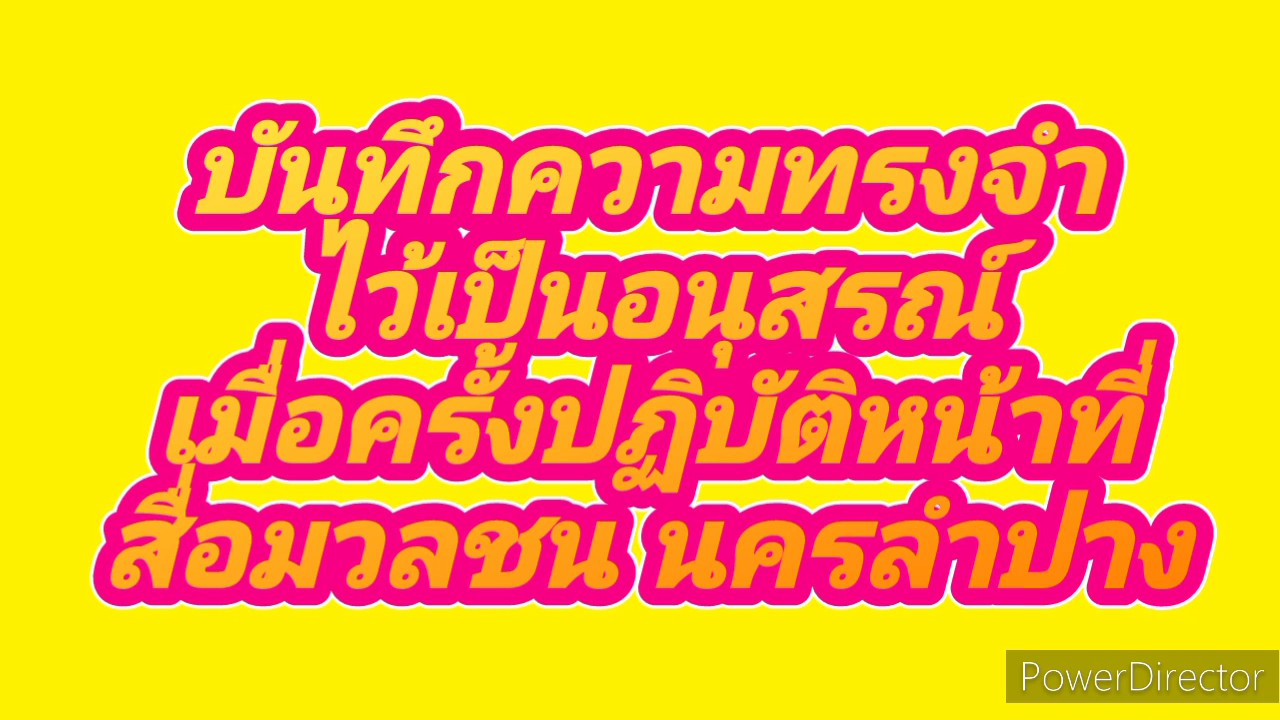 บันทึกความทรงจำ
ไว้เป็นอนุสรณ์
เมื่อครั้งปฏิบัติหน้าที่
สื่อมวลชน นครลำปาง
PowerDirector